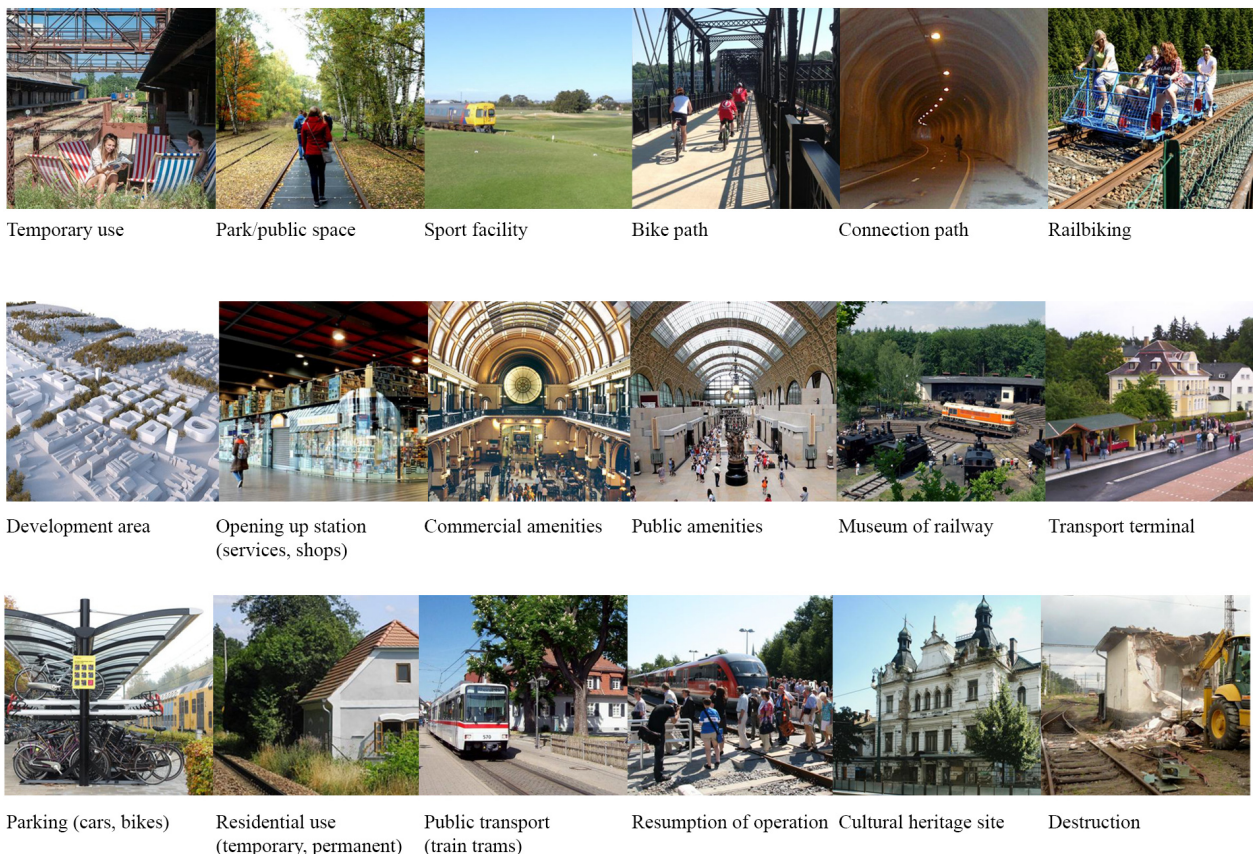 Temporary use
Park/public space
Sport facility
Bike path
Connection path
Railbiking
Development area
Opening up station
(services, shops)
Commercial amenities
Public amenities
Museum of railway
Transport terminal
Parking (cars, bikes)
Residential use
(temporary, permanent)
Public transport
(train trams)
Resumption of operation
Cultural heritage site
Destruction